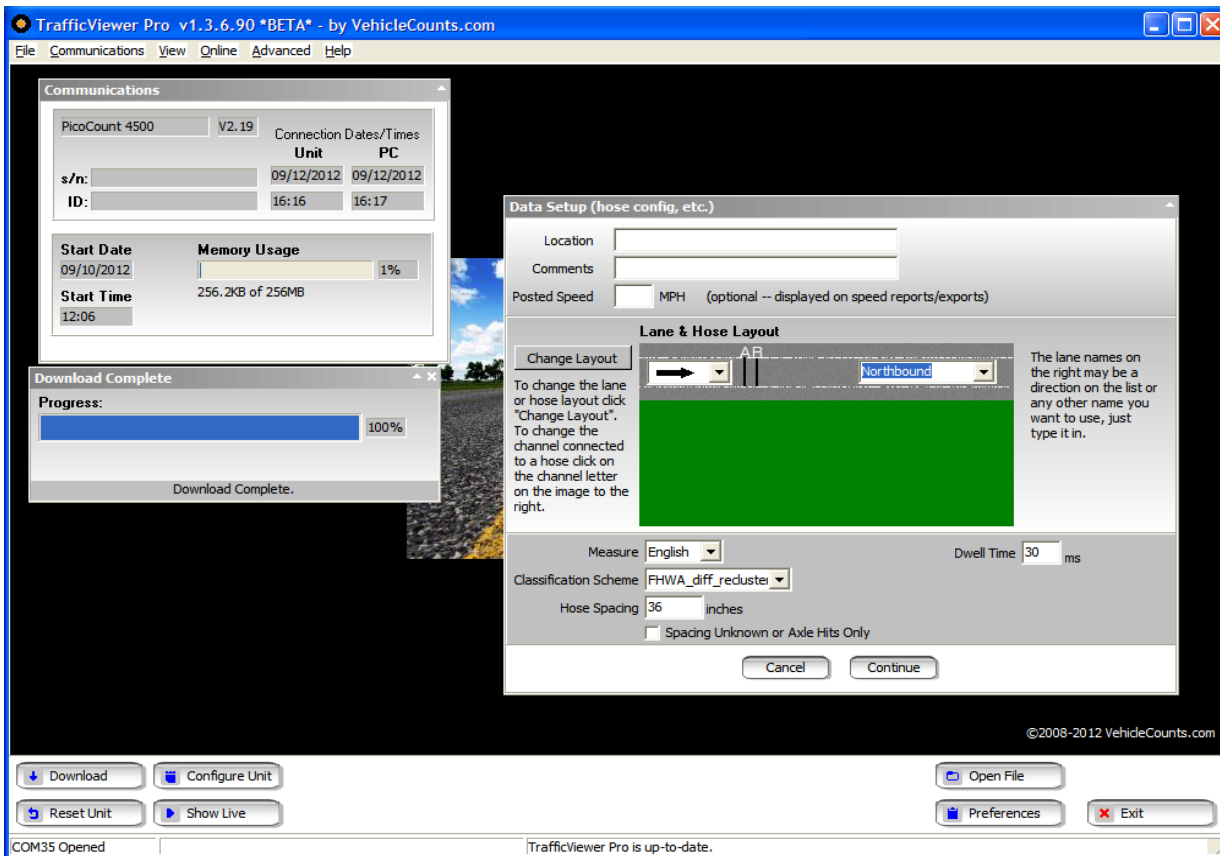 TrafficViewer Pro v1.3.6.90 *BETA* - by VehicleCounts.com
File Communications View Online Advanced Help
Communications
PicoCount 4500 V2.19
Connection Dates/Times
Unit PC
s/n: 09/12/2012 09/12/2012
ID: 16:16 16:17
Start Date Memory Usage
09/10/2012 1%
Start Time 256.2KB of 256MB
12:06
Download Complete
Progress:
100%
Download Complete.
Data Setup (hose config, etc.)
Location
Comments
Posted Speed MPH (optional -- displayed on speed reports/exports)
Lane & Hose Layout
Change Layout
To change the lane
or hose layout click
"Change Layout".
To change the
channel connected
to a hose click on
the channel letter
on the image to the
right.
AB
Northbound
The lane names on
the right may be a
direction on the list or
any other name you
want to use, just
type it in.
Measure English Dwell Time 30 ms
Classification Scheme FHWA_diff_recluster
Hose Spacing 36 inches
Spacing Unknown or Axle Hits Only
Cancel Continue
©2008-2012 VehicleCounts.com
Download Configure Unit Open File
Reset Unit Show Live Preferences Exit
COM35 Opened TrafficViewer Pro is up-to-date.